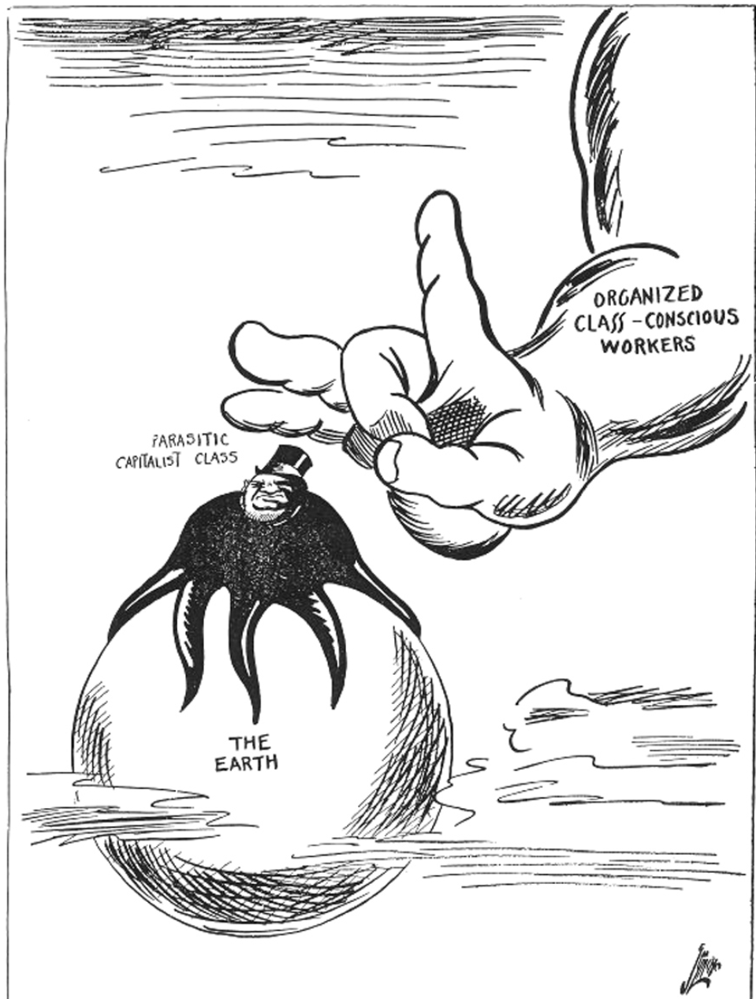 ORGANIZED
CLASS-CONSCIOUS
WORKERS
PARASITIC
CAPITALIST CLASS
THE
EARTH